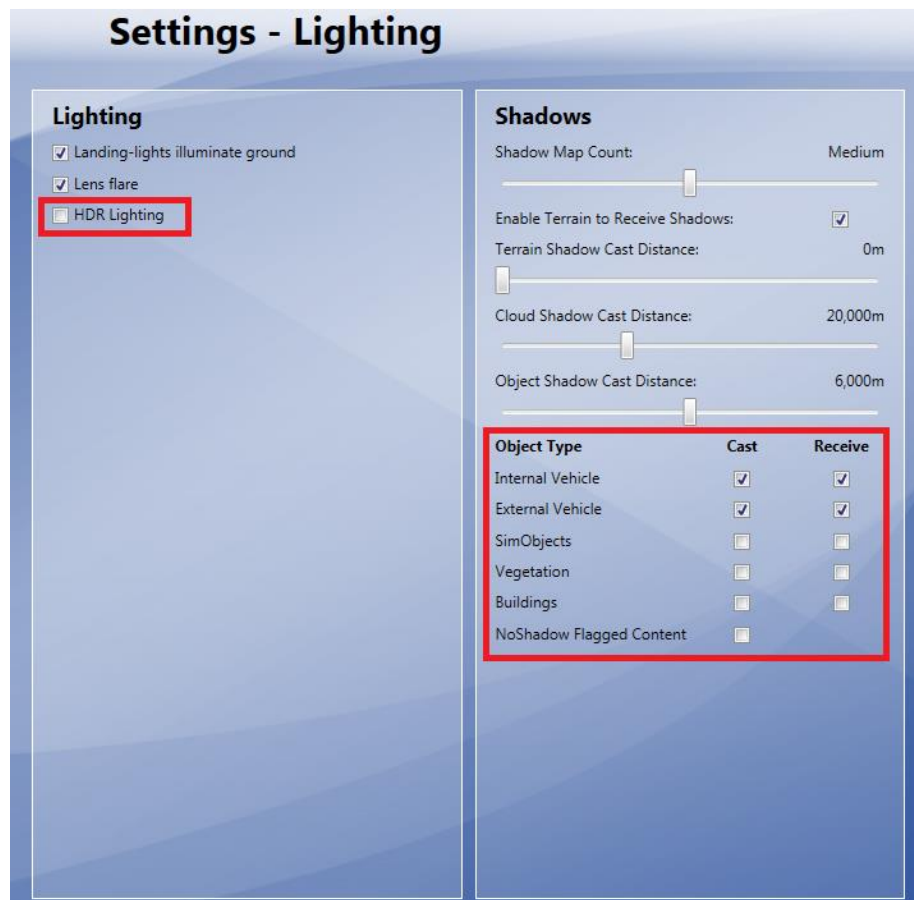 Settings - Lighting
Lighting
Landing-lights illuminate ground
Lens flare
HDR Lighting
Shadows
Shadow Map Count: Medium
Enable Terrain to Receive Shadows:
Terrain Shadow Cast Distance: 0m
Cloud Shadow Cast Distance: 20,000m
Object Shadow Cast Distance: 6,000m
Object Type Cast Receive
Internal Vehicle
External Vehicle
SimObjects
Vegetation
Buildings
NoShadow Flagged Content